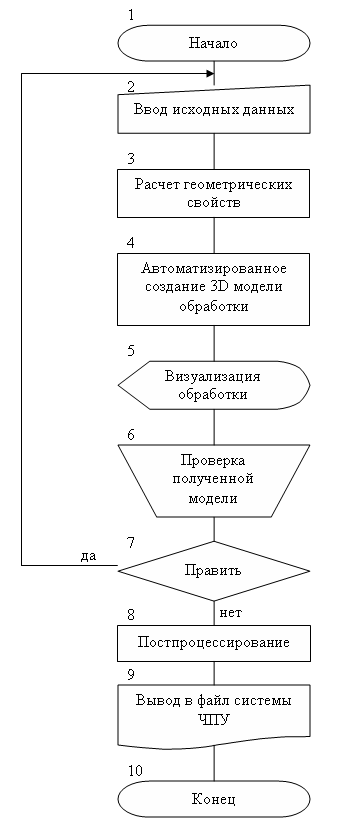 1
Начало
2
Ввод исходных данных
3
Расчет геометрических
свойств
4
Автоматизированное
создание 3D модели
обработки
5
Визуализация
обработки
6
Проверка
полученной
модели
7
да
Править
нет
8
Постпроцессирование
9
Вывод в файл системы
ЧПУ
10
Конец